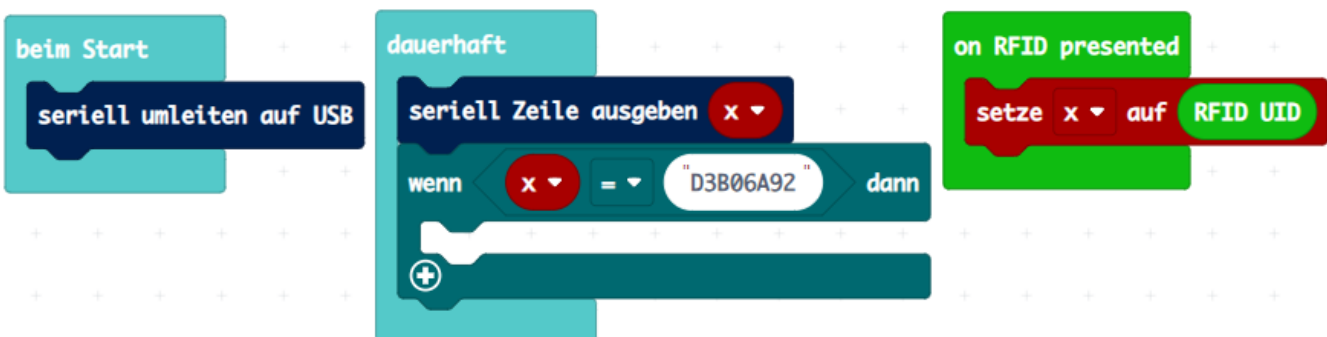 beim Start
seriell umleiten auf USB
dauerhaft
seriell Zeile ausgeben x
wenn x = "D3B06A92" dann
on RFID presented
setze x auf RFID UID